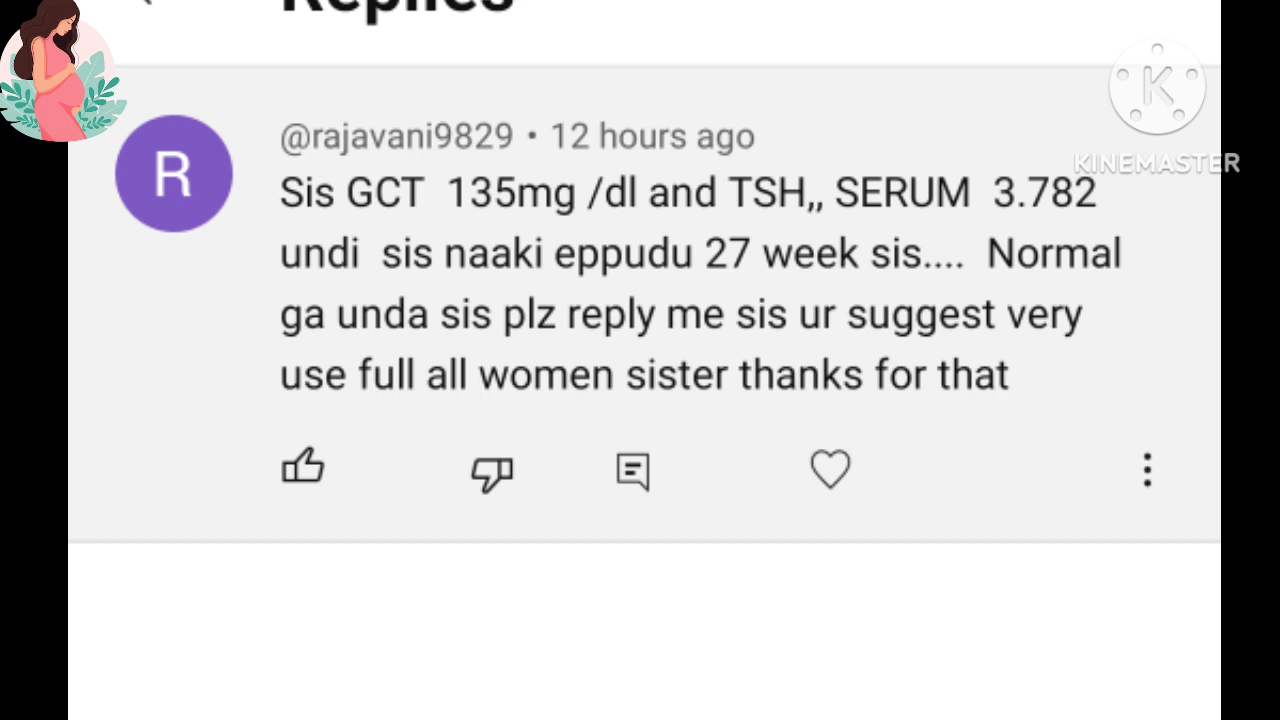 Replies
R
@rajavani9829 • 12 hours ago
Sis GCT 135mg /dl and TSH,, SERUM 3.782
undi sis naaki eppudu 27 week sis.... Normal
ga unda sis plz reply me sis ur suggest very
use full all women sister thanks for that
K
KINEMASTER